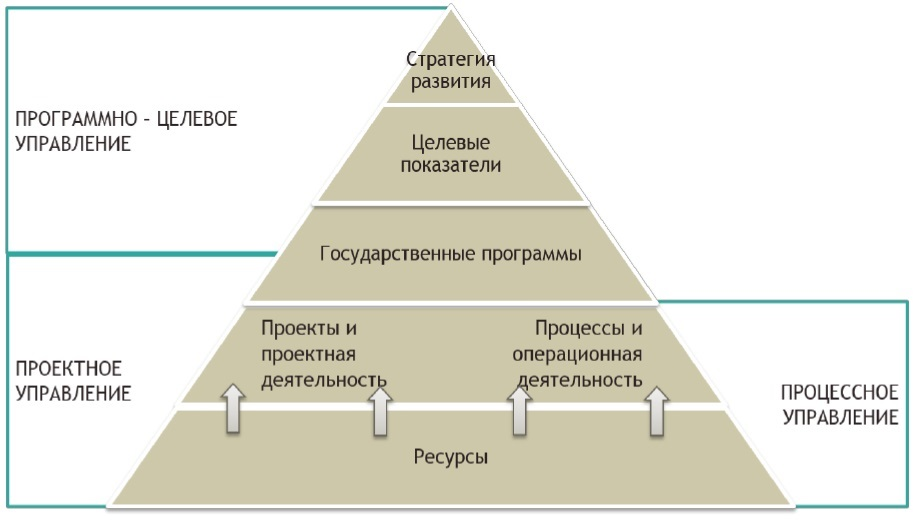 Стратегия
развития
ПРОГРАММНО – ЦЕЛЕВОЕ
УПРАВЛЕНИЕ
Целевые
показатели
Государственные программы
Проекты и
проектная
деятельность
Процессы и
операционная
деятельность
ПРОЕКТНОЕ
УПРАВЛЕНИЕ
ПРОЦЕССНОЕ
УПРАВЛЕНИЕ
Ресурсы